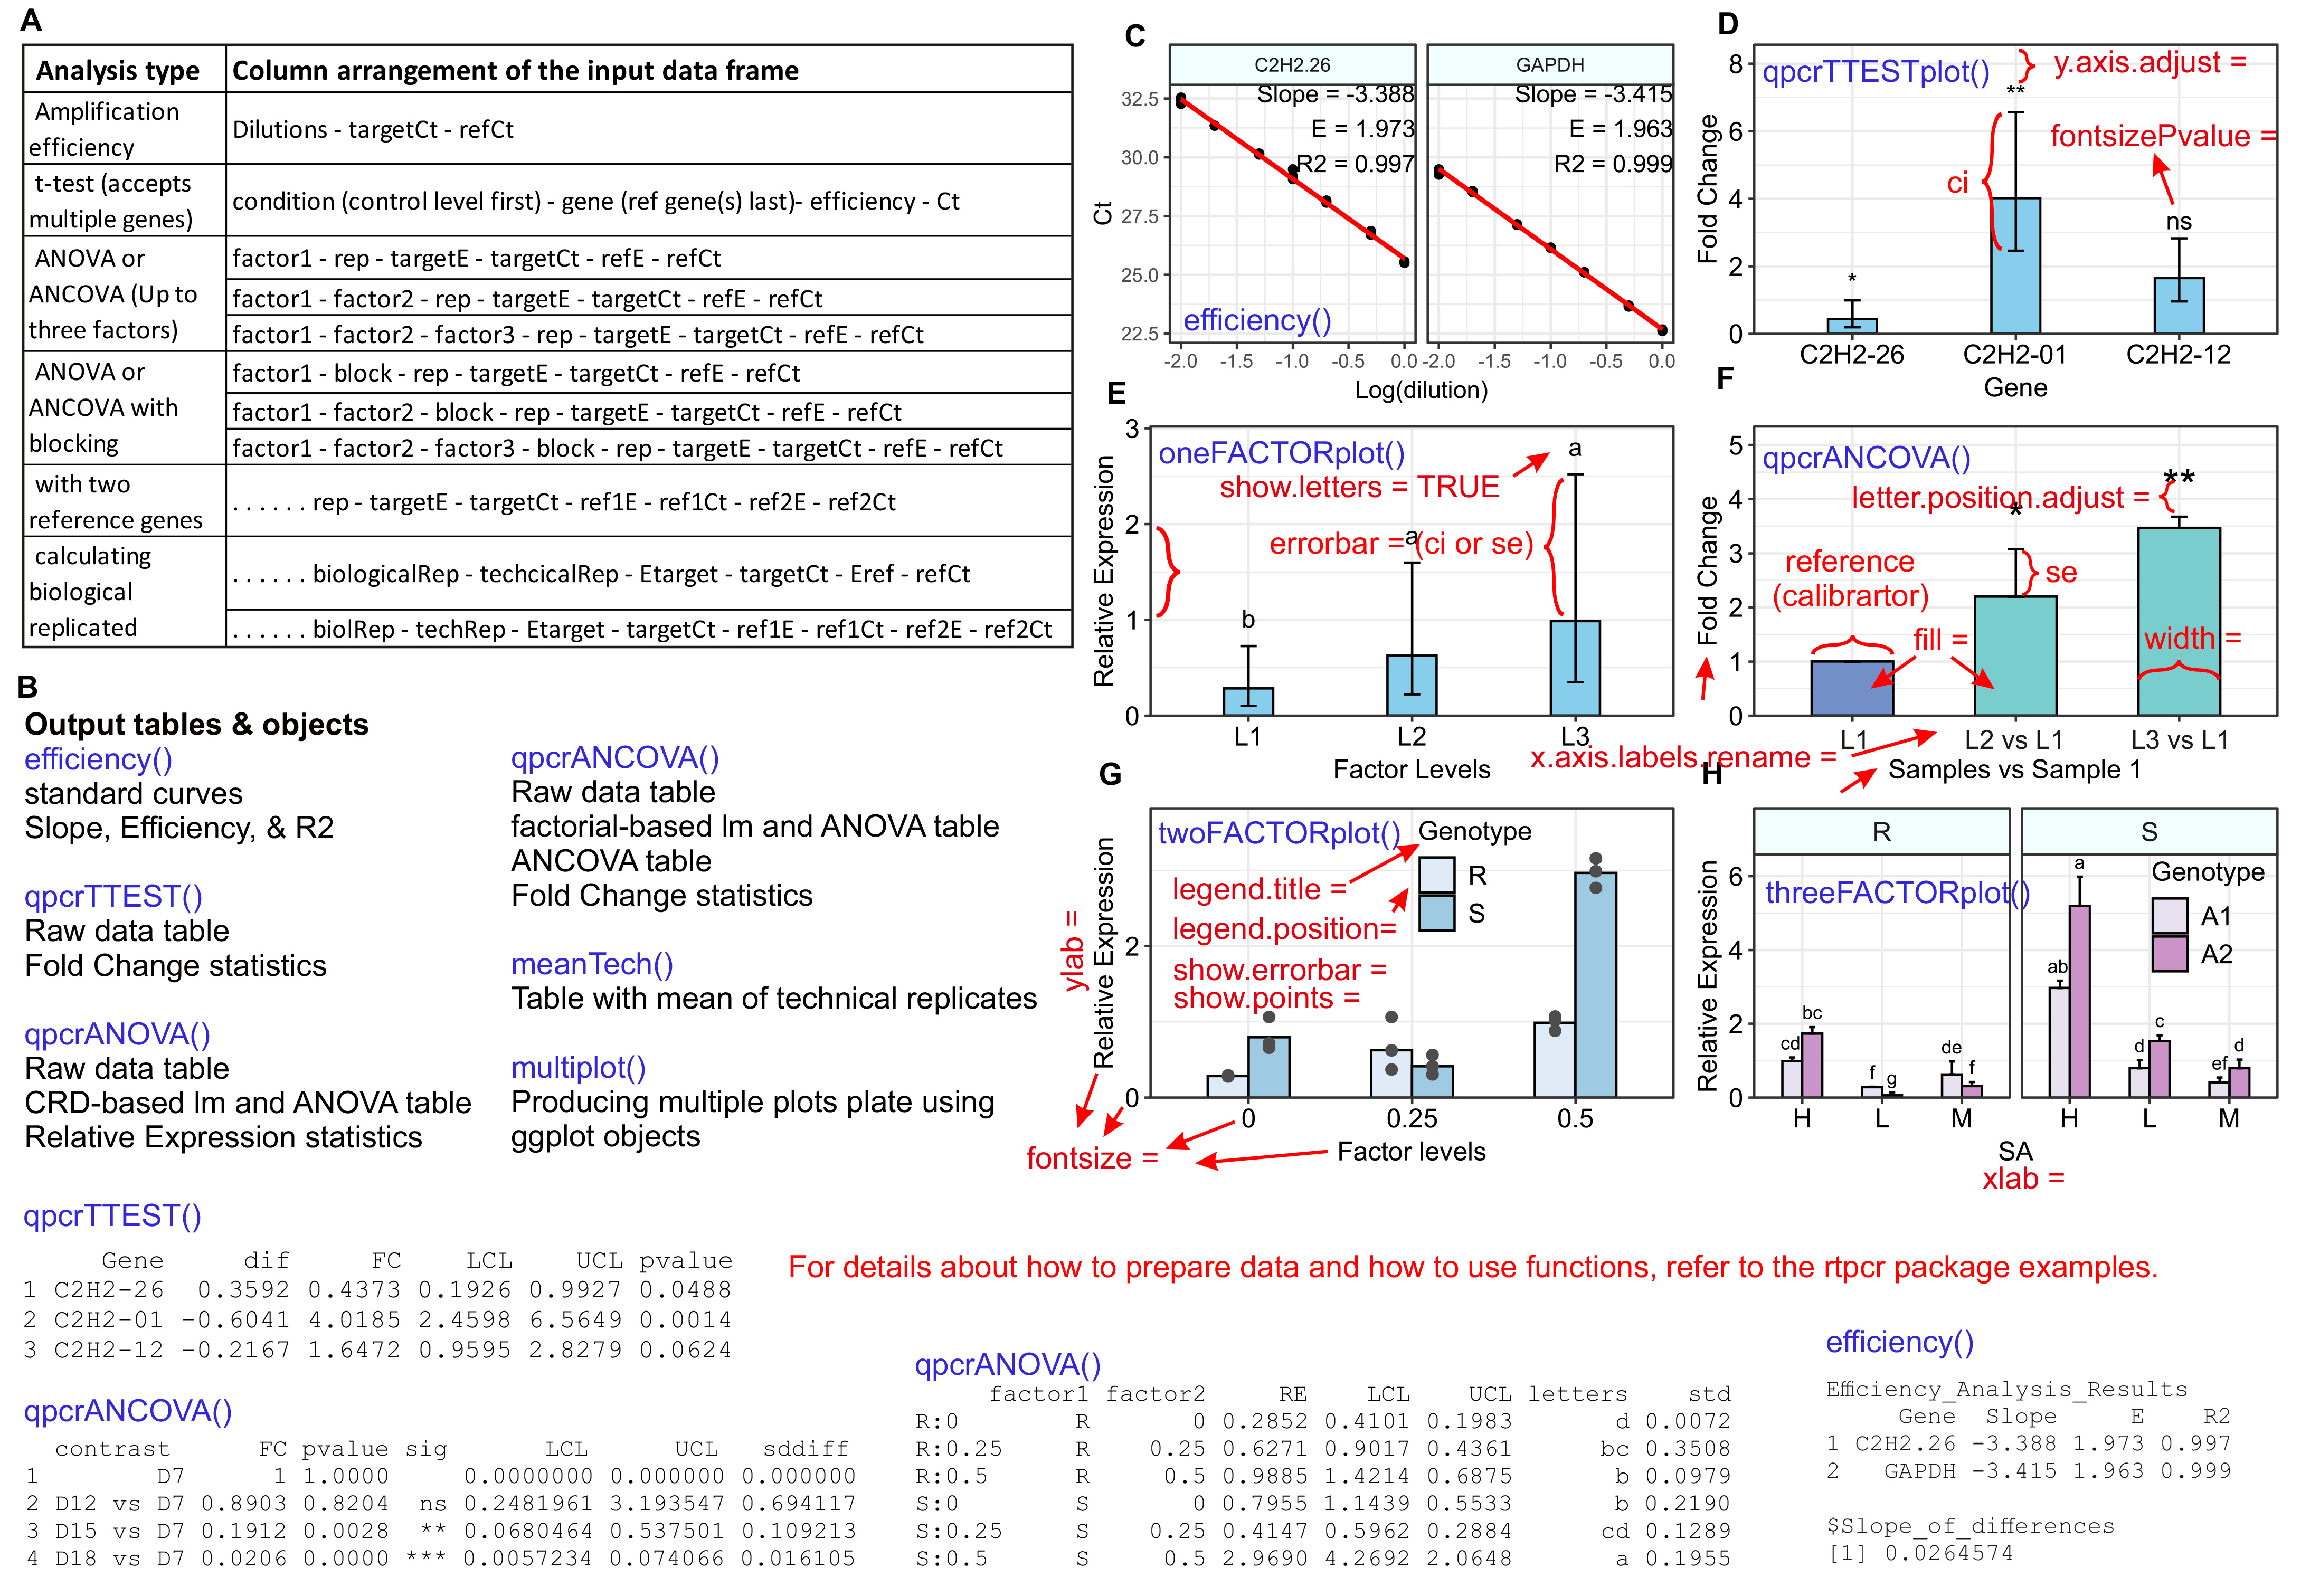 A
Analysis type Column arrangement of the input data frame
Amplification
efficiency
Dilutions - targetCt - refCt
t-test (accepts
multiple genes)
condition (control level first) - gene (ref gene(s) last)- efficiency - Ct
ANOVA or
ANCOVA (Up to
three factors)
factor1 - rep - targetE - targetCt - refE - refCt
factor1 - factor2 - rep - targetE - targetCt - refE - refCt
factor1 - factor2 - factor3 - rep - targetE - targetCt - refE - refCt
ANOVA or
ANCOVA with
blocking
factor1 - block - rep - targetE - targetCt - refE - refCt
factor1 - factor2 - block - rep - targetE - targetCt - refE - refCt
factor1 - factor2 - factor3 - block - rep - targetE - targetCt - refE - refCt
with two
reference genes
. . . . . . rep - targetE - targetCt - ref1E - ref1Ct - ref2E - ref2Ct
calculating
biological
replicated
. . . . . . biologicalRep - techcicalRep - Etarget - targetCt - Eref - refCt
. . . . . . biolRep - techRep - Etarget - targetCt - ref1E - ref1Ct - ref2E - ref2Ct
B
Output tables & objects
efficiency()
standard curves
Slope, Efficiency, & R2
qpcrTTEST()
Raw data table
Fold Change statistics
qpcrANOVA()
Raw data table
CRD-based lm and ANOVA table
Relative Expression statistics
qpcrANCOVA()
Raw data table
factorial-based lm and ANOVA table
ANCOVA table
Fold Change statistics
meanTech()
Table with mean of technical replicates
multiplot()
Producing multiple plots plate using
ggplot objects
C
C2H2.26 GAPDH
Slope = -3.388
E = 1.973
R2 = 0.997
Slope = -3.415
E = 1.963
R2 = 0.999
32.5
30.0
27.5
25.0
22.5
Ct
efficiency()
-2.0 -1.5 -1.0 -0.5 0.0 -2.0 -1.5 -1.0 -0.5 0.0
Log(dilution)
D
qpcrTTESTplot()
y.axis.adjust =
fontsizePvalue =
ci
* ** ns
8
6
4
2
0
Fold Change
C2H2-26 C2H2-01 C2H2-12
Gene
E
oneFACTORplot()
show.letters = TRUE
errorbar = (ci or se)
b a a
3
2
1
0
Relative Expression
L1 L2 L3
Factor Levels
F
qpcrANCOVA()
letter.position.adjust =
* **
reference
(calibrartor)
se
fill =
width =
5
4
3
2
1
0
Fold Change
L1 L2 vs L1 L3 vs L1
x.axis.labels.rename =
Samples vs Sample 1
G
twoFACTORplot()
Genotype
R
S
legend.title =
legend.position=
show.errorbar =
show.points =
ylab =
Relative Expression
2
0
0 0.25 0.5
Factor levels
fontsize =
H
R S
threeFACTORplot()
Genotype
A1
A2
cd bc f g de f
ab a d c ef d
6
4
2
0
Relative Expression
H L M H L M
SA
xlab =
qpcrTTEST()
Gene dif FC LCL UCL pvalue
1 C2H2-26 0.3592 0.4373 0.1926 0.9927 0.0488
2 C2H2-01 -0.6041 4.0185 2.4598 6.5649 0.0014
3 C2H2-12 -0.2167 1.6472 0.9595 2.8279 0.0624
For details about how to prepare data and how to use functions, refer to the rtpcr package examples.
qpcrANCOVA()
contrast FC pvalue sig LCL UCL sddiff
1 D7 1 1.0000 0.0000000 0.000000 0.000000
2 D12 vs D7 0.8903 0.8204 ns 0.2481961 3.193547 0.694117
3 D15 vs D7 0.1912 0.0028 ** 0.0680464 0.537501 0.109213
4 D18 vs D7 0.0206 0.0000 *** 0.0057234 0.074066 0.016105
qpcrANOVA()
factor1 factor2 RE LCL UCL letters std
R:0 R 0 0.2852 0.4101 0.1983 d 0.0072
R:0.25 R 0.25 0.6271 0.9017 0.4361 bc 0.3508
R:0.5 R 0.5 0.9885 1.4214 0.6875 b 0.0979
S:0 S 0 0.7955 1.1439 0.5533 b 0.2190
S:0.25 S 0.25 0.4147 0.5962 0.2884 cd 0.1289
S:0.5 S 0.5 2.9690 4.2692 2.0648 a 0.1955
efficiency()
Efficiency_Analysis_Results
Gene Slope E R2
1 C2H2.26 -3.388 1.973 0.997
2 GAPDH -3.415 1.963 0.999
$Slope_of_differences
[1] 0.0264574